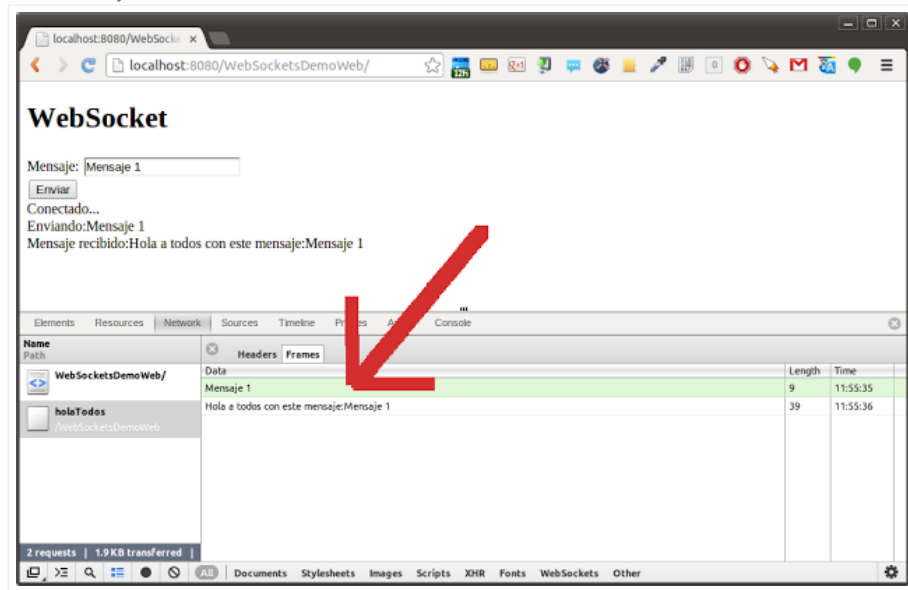 localhost:8080/WebSocke
localhost:8080/WebSocketsDemoWeb/
12h
WebSocket
Mensaje: Mensaje 1
Enviar
Conectado...
Enviando:Mensaje 1
Mensaje recibido:Hola a todos con este mensaje:Mensaje 1
Elements Resources Network Sources Timeline Console
Name
Path
Headers Frames
Data Length Time
WebSocketsDemoWeb/
Mensaje 1 9 11:55:35
holaTodos
/WebSocketsDemoWeb
Hola a todos con este mensaje:Mensaje 1 39 11:55:36
2 requests | 1.9 KB transferred |
All Documents Stylesheets Images Scripts XHR Fonts WebSockets Other